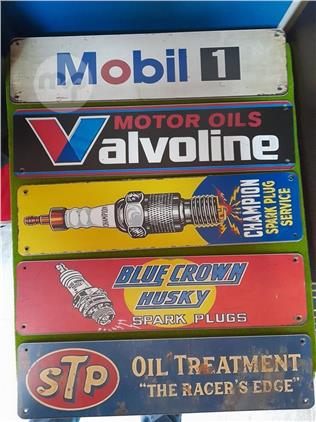 Mobil 1
MOTOR OILS
Valvoline
CHAMPION
CHAMPION
SPARK PLUG
SERVICE
BLUE CROWN
HUSKY
SPARK PLUGS
STP
OIL TREATMENT
"THE RACER'S EDGE"